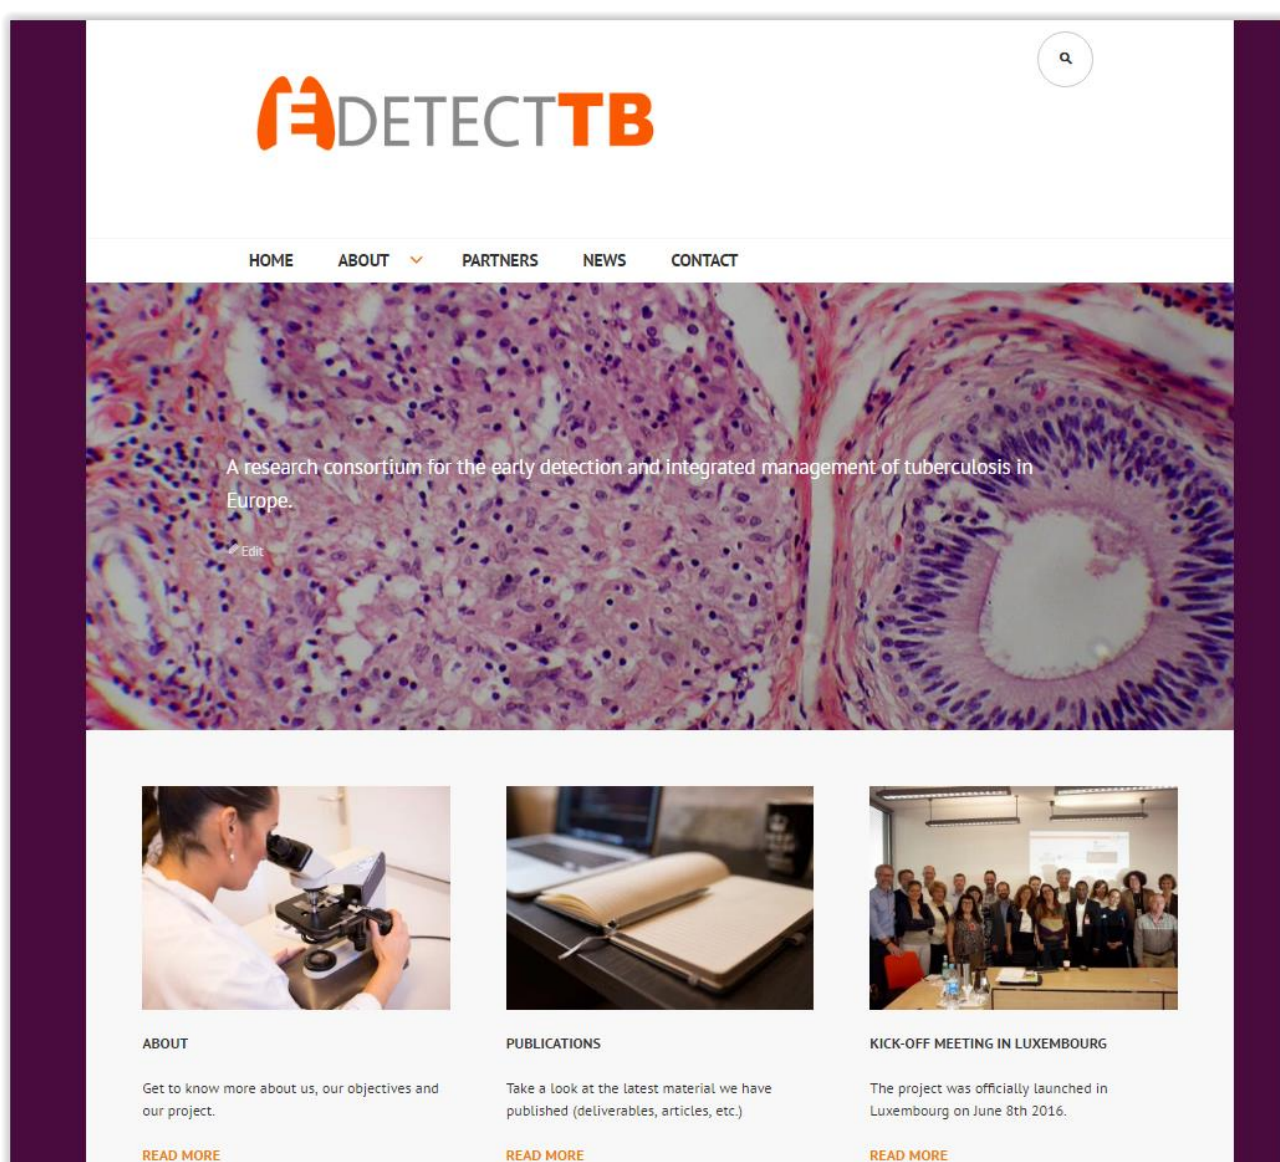 E DETECTTB
HOME ABOUT PARTNERS NEWS CONTACT
A research consortium for the early detection and integrated management of tuberculosis in
Europe.
Edit
ABOUT
Get to know more about us, our objectives and
our project.
READ MORE
PUBLICATIONS
Take a look at the latest material we have
published (deliverables, articles, etc.)
READ MORE
KICK-OFF MEETING IN LUXEMBOURG
The project was officially launched in
Luxembourg on June 8th 2016.
READ MORE